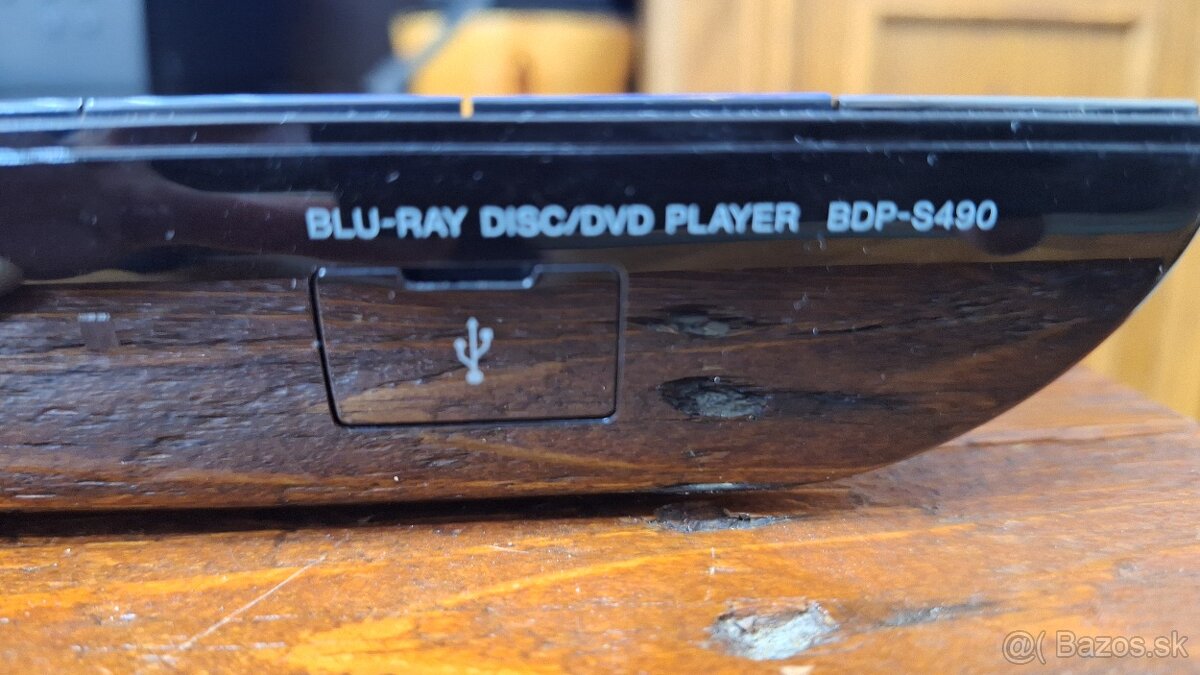 BLU-RAY DISC/DVD PLAYER BDP-S490
@( Bazos.sk